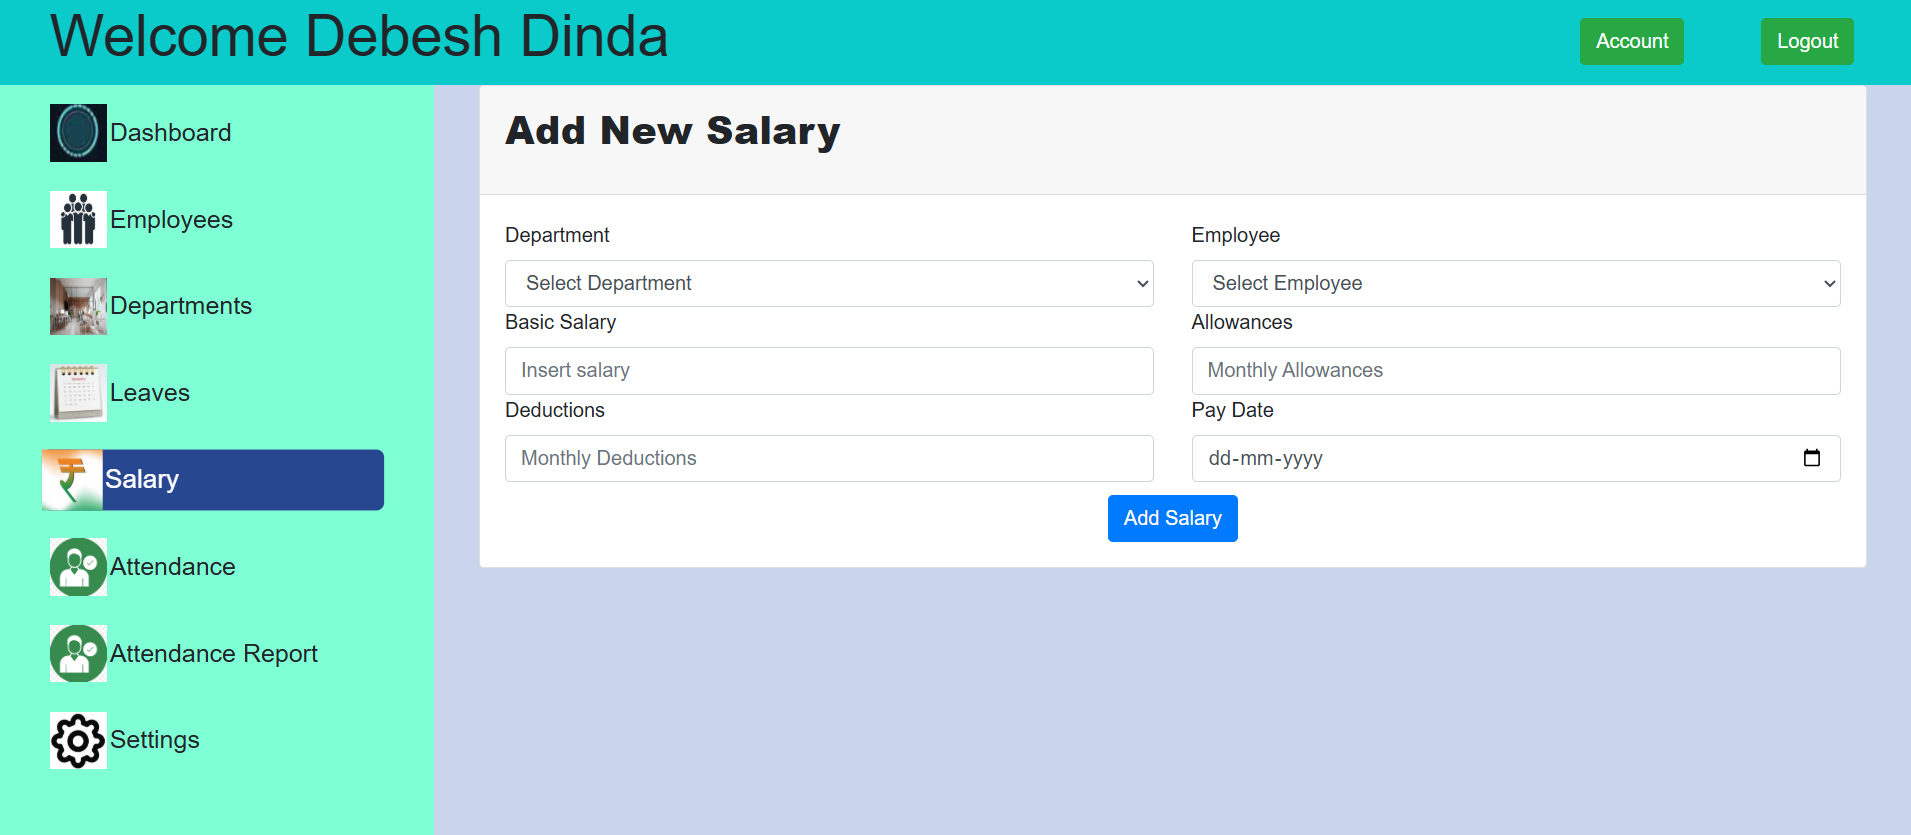 Welcome Debesh Dinda
Account
Logout
Dashboard
Employees
Departments
Leaves
Salary
Attendance
Attendance Report
Settings
Add New Salary
Department
Employee
Select Department
Select Employee
Basic Salary
Allowances
Insert salary
Monthly Allowances
Deductions
Pay Date
Monthly Deductions
dd-mm-yyyy
Add Salary